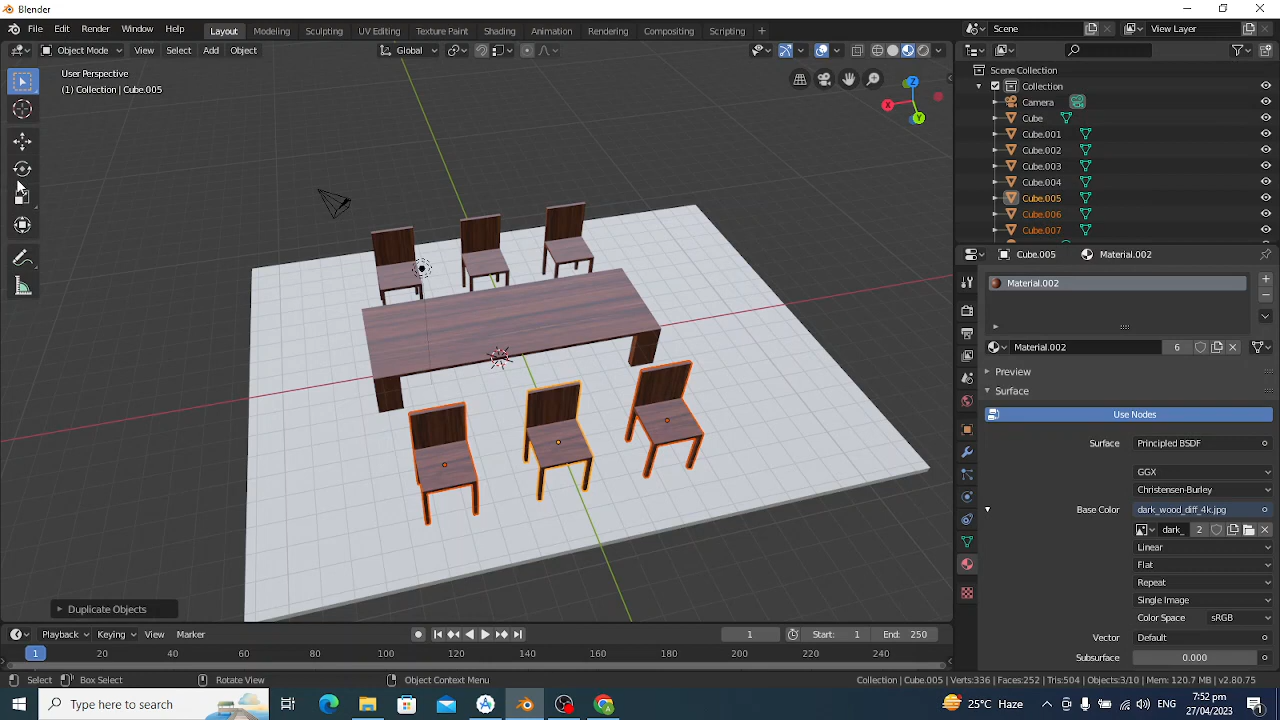 Blender
File Edit Render Window Help Layout Modeling Sculpting UV Editing Texture Paint Shading Animation Rendering Compositing Scripting + Scene View Layer
Object Mode View Select Add Object Global
User Perspective
(1) Collection | Cube.005
Z
X
Y
Scene Collection
Collection
Camera
Cube
Cube.001
Cube.002
Cube.003
Cube.004
Cube.005
Cube.006
Cube.007
Cube.005 Material.002
Material.002
Material.002 6
Preview
Surface
Use Nodes
Surface Principled BSDF
GGX
Christensen-Burley
Base Color dark_wood_diff_4k.jpg
dark_ 2
Linear
Flat
Repeat
Single Image
Color Space sRGB
Vector Default
Subsurface 0.000
Duplicate Objects
Playback Keying View Marker 1 Start: 1 End: 250
1 20 40 60 80 100 120 140 160 180 200 220 240
Select Box Select Rotate View Object Context Menu Collection | Cube.005 | Verts:336 | Faces:252 | Tris:504 | Objects:3/10 | Mem: 120.7 MB | v2.80.75
Type here to search 25°C Haze ENG 7:52 pm
27/04/2023